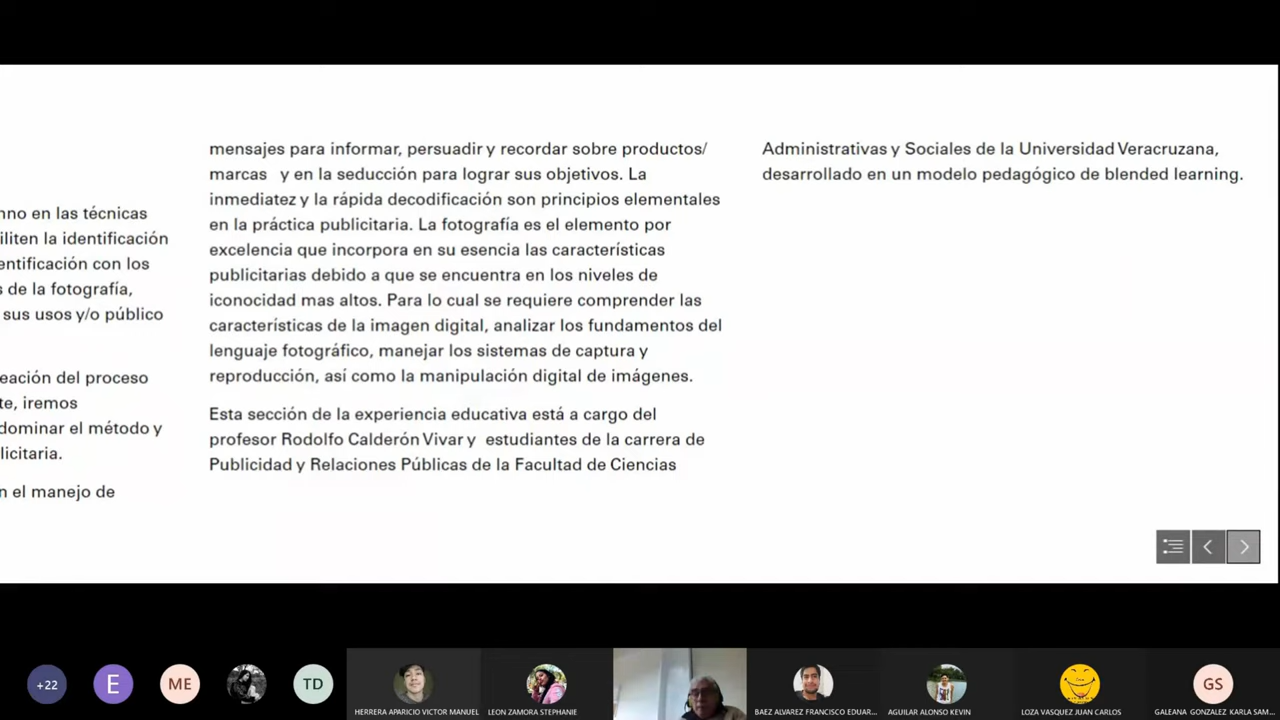 nno en las técnicas
iliten la identificación
entificación con los
s de la fotografía,
sus usos y/o público
eación del proceso
te, iremos
dominar el método y
licitaria.
n el manejo de
mensajes para informar, persuadir y recordar sobre productos/
marcas y en la seducción para lograr sus objetivos. La
inmediatez y la rápida decodificación son principios elementales
en la práctica publicitaria. La fotografía es el elemento por
excelencia que incorpora en su esencia las características
publicitarias debido a que se encuentra en los niveles de
iconocidad mas altos. Para lo cual se requiere comprender las
características de la imagen digital, analizar los fundamentos del
lenguaje fotográfico, manejar los sistemas de captura y
reproducción, así como la manipulación digital de imágenes.
Esta sección de la experiencia educativa está a cargo del
profesor Rodolfo Calderón Vivar y estudiantes de la carrera de
Publicidad y Relaciones Públicas de la Facultad de Ciencias
Administrativas y Sociales de la Universidad Veracruzana,
desarrollado en un modelo pedagógico de blended learning.
+22
E
ME
TD
HERRERA APARICIO VICTOR MANUEL
LEON ZAMORA STEPHANIE
BAEZ ALVAREZ FRANCISCO EDUAR...
AGUILAR ALONSO KEVIN
LOZA VASQUEZ JUAN CARLOS
GS
GALEANA GONZALEZ KARLA SAM...